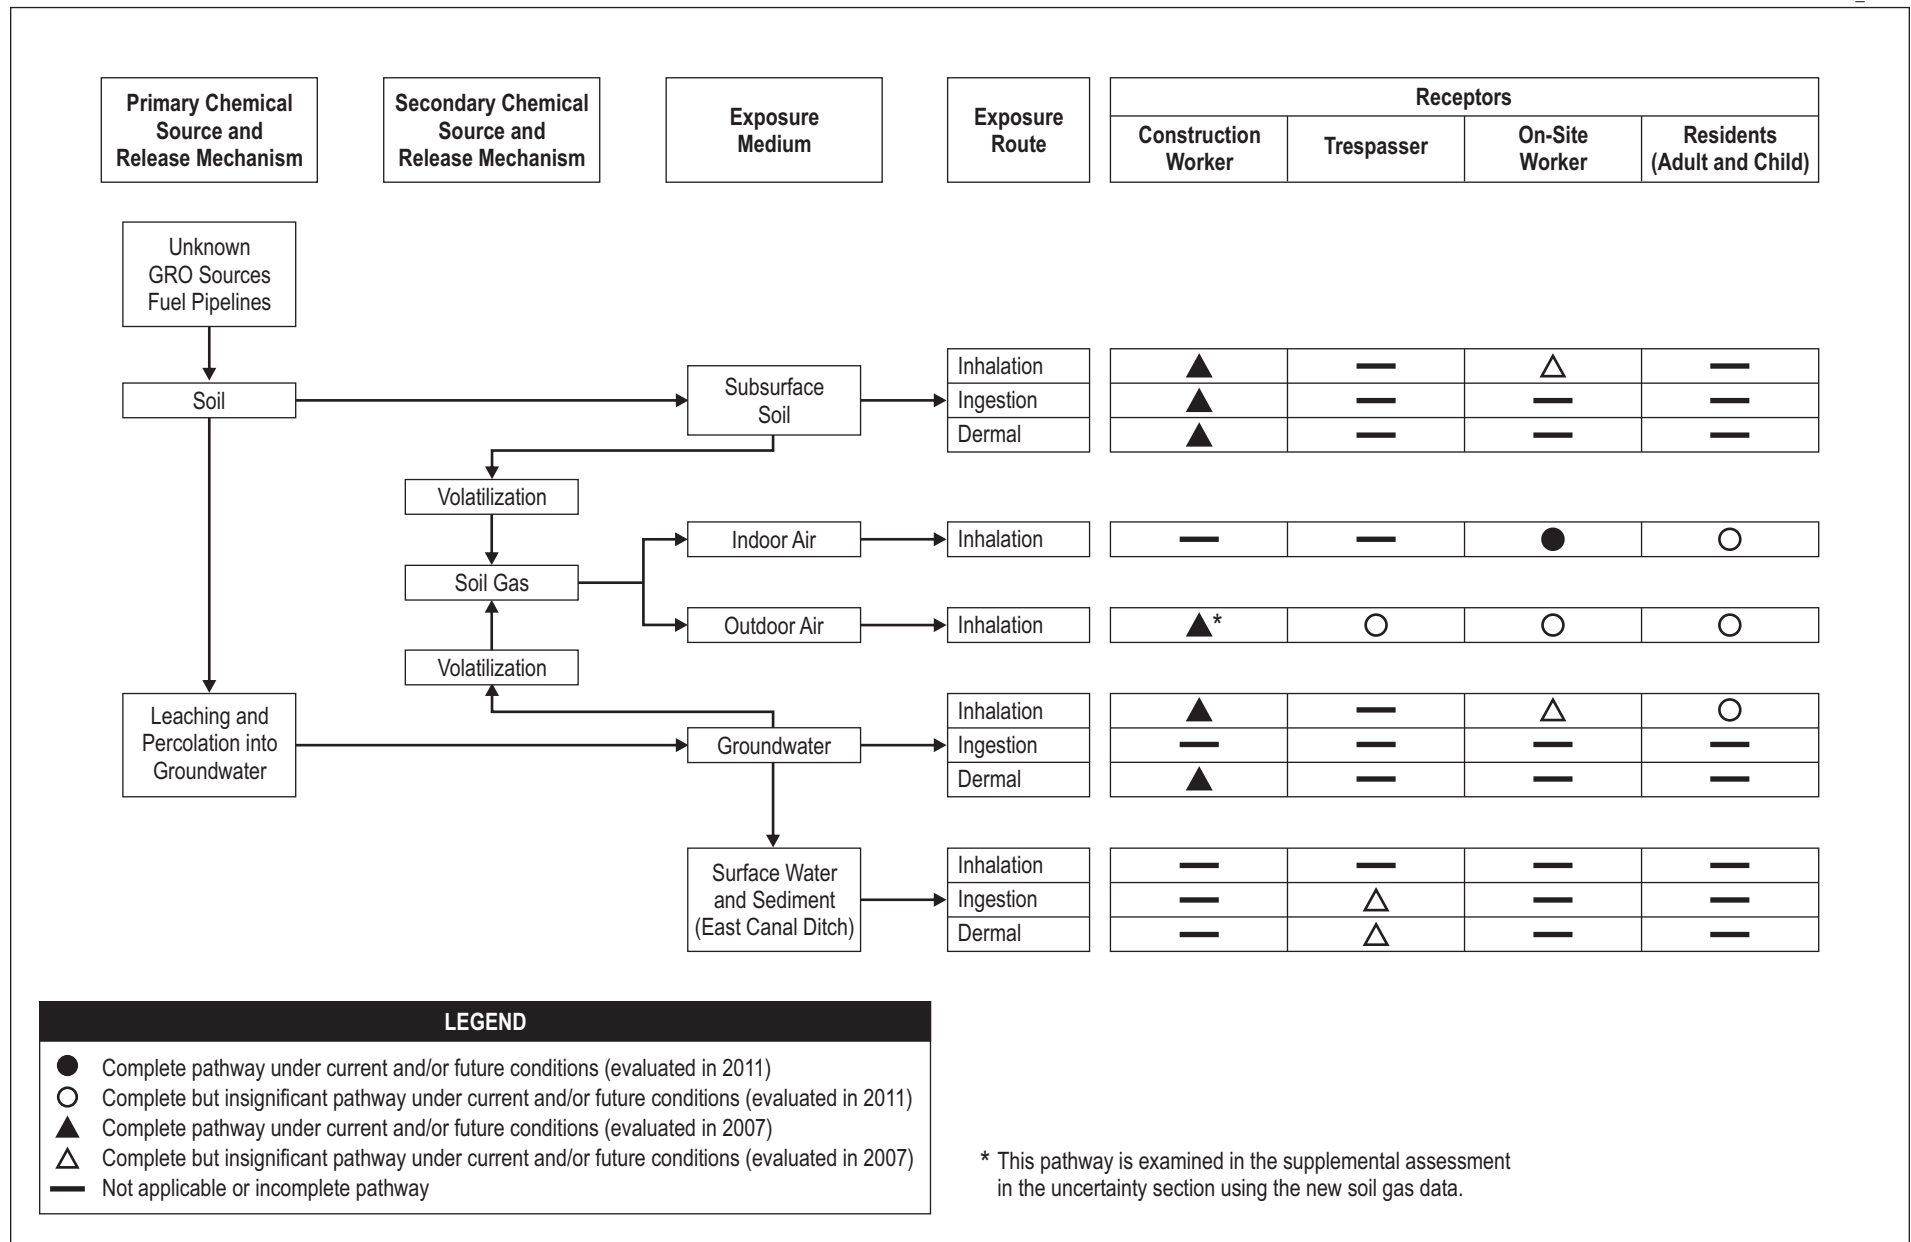 Primary Chemical
Source and
Release Mechanism
Secondary Chemical
Source and
Release Mechanism
Exposure
Medium
Exposure
Route
Receptors
Construction
Worker
Trespasser
On-Site
Worker
Residents
(Adult and Child)
Unknown
GRO Sources
Fuel Pipelines
Soil
Subsurface
Soil
Inhalation
Ingestion
Dermal
Volatilization
Indoor Air
Inhalation
Soil Gas
Outdoor Air
Inhalation
*
Volatilization
Leaching and
Percolation into
Groundwater
Groundwater
Inhalation
Ingestion
Dermal
Surface Water
and Sediment
(East Canal Ditch)
Inhalation
Ingestion
Dermal
LEGEND
Complete pathway under current and/or future conditions (evaluated in 2011)
Complete but insignificant pathway under current and/or future conditions (evaluated in 2011)
Complete pathway under current and/or future conditions (evaluated in 2007)
Complete but insignificant pathway under current and/or future conditions (evaluated in 2007)
Not applicable or incomplete pathway
* This pathway is examined in the supplemental assessment
in the uncertainty section using the new soil gas data.